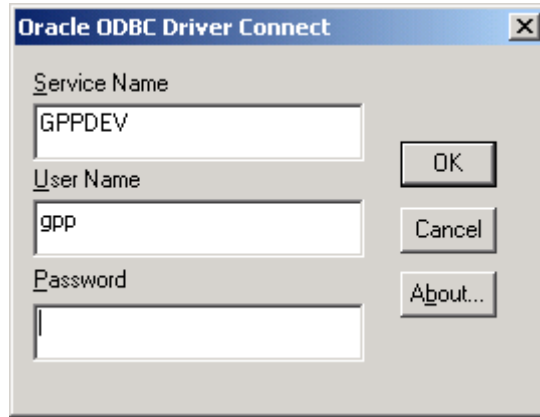 Oracle ODBC Driver Connect
Service Name
GPPDEV
OK
User Name
gpp
Cancel
Password
About...